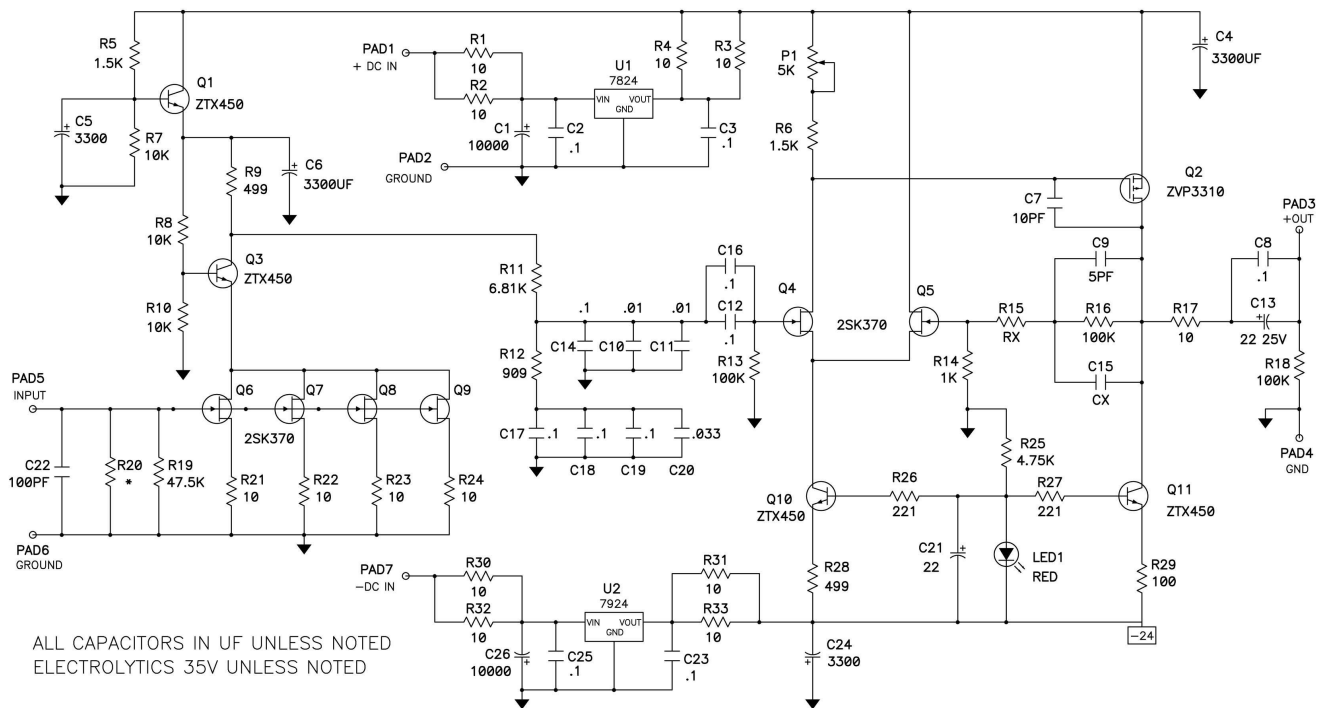 R5
1.5K
Q1
ZTX450
C5
3300
R7
10K
R9
499
C6
3300UF
R8
10K
Q3
ZTX450
R10
10K
PAD1
+ DC IN
R1
10
R2
10
C1
10000
C2
.1
U1
7824
VIN VOUT
GND
R4
10
R3
10
C3
.1
PAD2
GROUND
P1
5K
R6
1.5K
C4
3300UF
Q2
ZVP3310
C7
10PF
PAD3
+OUT
C9
5PF
C8
.1
R11
6.81K
C16
.1
C12
.1
Q4
2SK370
Q5
R15
RX
R16
100K
R17
10
C13
22 25V
.1 .01 .01
C14 C10 C11
R12
909
R13
100K
R14
1K
C15
CX
R18
100K
PAD4
GND
PAD5
INPUT
Q6 Q7 Q8 Q9
2SK370
C17 .1 .1 .1 .033
C18 C19 C20
C22
100PF
R20
*
R19
47.5K
R21
10
R22
10
R23
10
R24
10
PAD6
GROUND
R25
4.75K
Q10
ZTX450
R26
221
R27
221
Q11
ZTX450
C21
22
LED1
RED
R28
499
R29
100
PAD7
-DC IN
R30
10
R32
10
C26
10000
C25
.1
U2
7924
VIN VOUT
GND
R31
10
R33
10
C23
.1
C24
3300
-24
ALL CAPACITORS IN UF UNLESS NOTED
ELECTROLYTICS 35V UNLESS NOTED